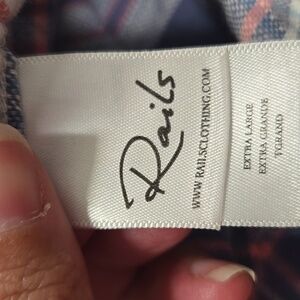 Rails
WWW.RAILSCLOTHING.COM
EXTRA LARGE
EXTRA GRANDE
TGRAND